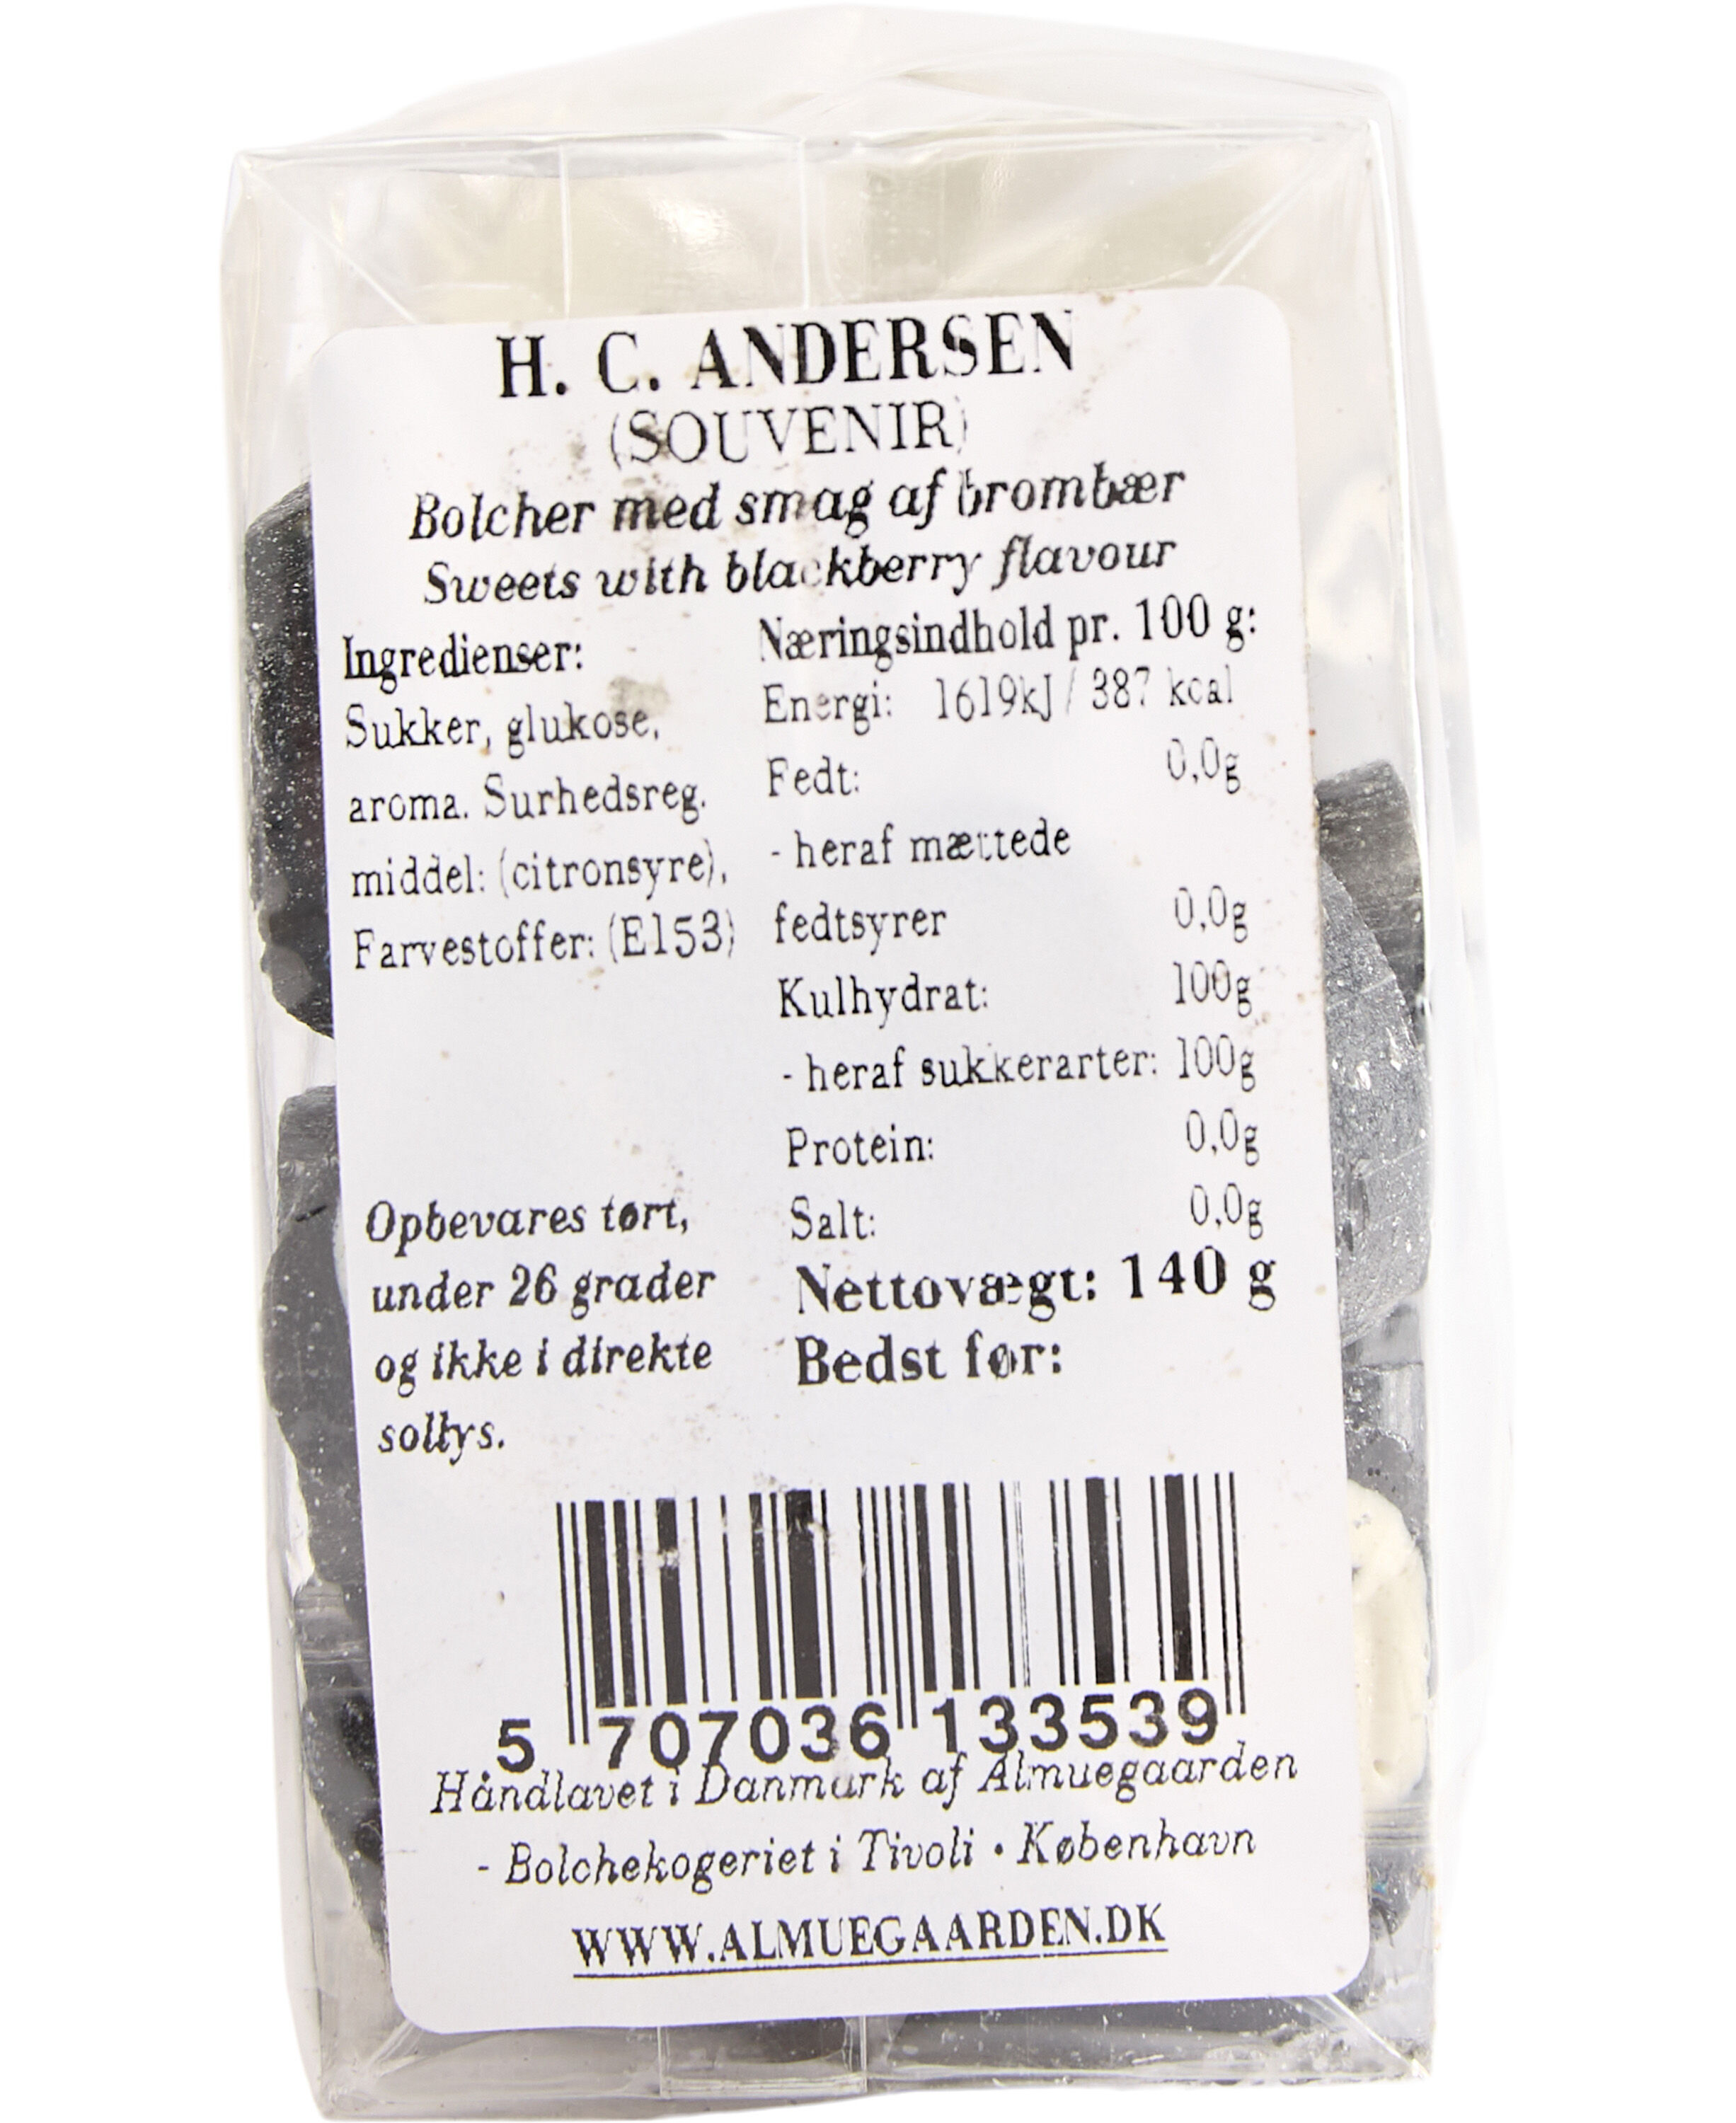 H. C. ANDERSEN
(SOUVENIR)
Bolcher med smag af brombær
Sweets with blackberry flavour
Ingredienser:
Sukker, glukose,
aroma. Surhedsreg.
middel: (citronsyre),
Farvestoffer: (E153)
Opbevares tørt,
under 26 grader
og ikke i direkte
sollys.
Næringsindhold pr. 100 g:
Energi: 1619kJ / 387 kcal
Fedt: 0,0g
- heraf mættede
fedtsyrer 0,0g
Kulhydrat: 100g
- heraf sukkerarter: 100g
Protein: 0,0g
Salt: 0,0g
Nettovægt: 140 g
Bedst før:
5 707036 133539
Håndlavet i Danmark af Almuegaarden
- Bolchekogeriet i Tivoli • København
WWW.ALMUEGAARDEN.DK